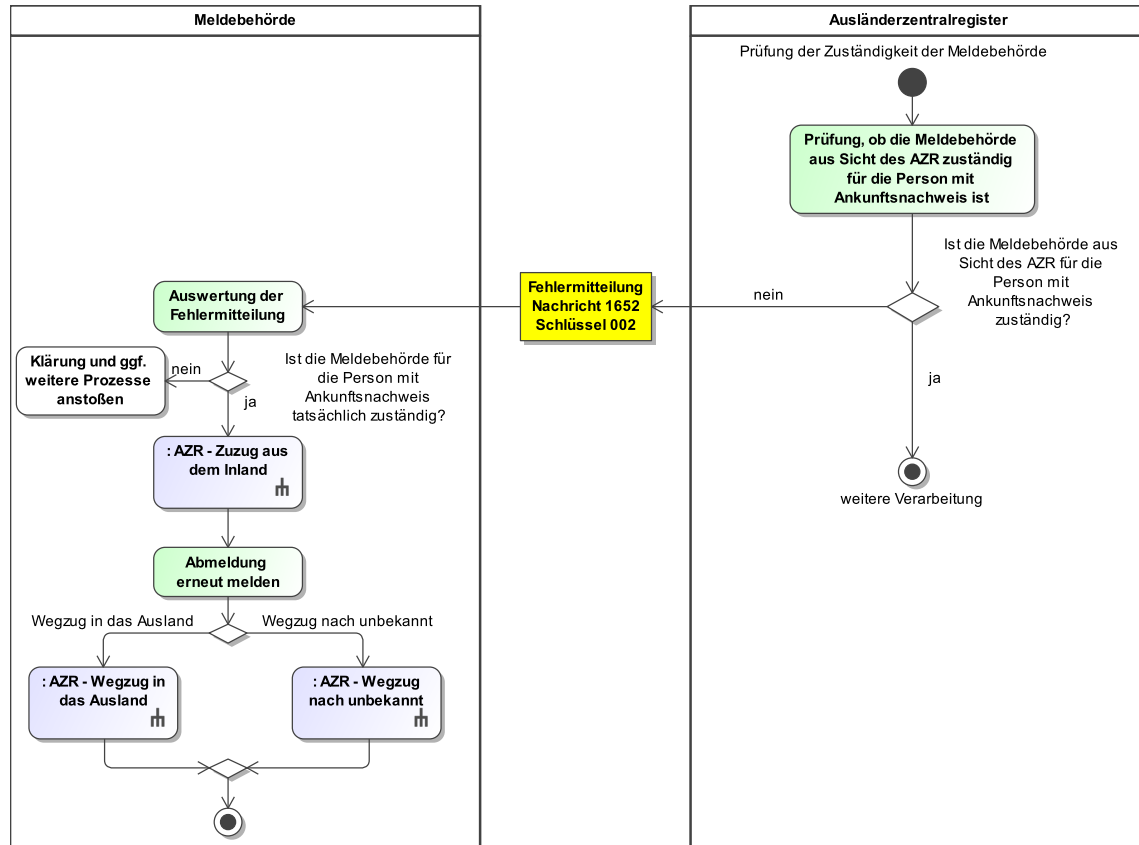 Meldebehörde
Ausländerzentralregister
Prüfung der Zuständigkeit der Meldebehörde
Prüfung, ob die Meldebehörde
aus Sicht des AZR zuständig
für die Person mit
Ankunftsnachweis ist
Ist die Meldebehörde aus
Sicht des AZR für die
Person mit
Ankunftsnachweis
zuständig?
nein
ja
weitere Verarbeitung
Fehlermitteilung
Nachricht 1652
Schlüssel 002
Auswertung der
Fehlermitteilung
Ist die Meldebehörde für
die Person mit
Ankunftsnachweis
tatsächlich zuständig?
nein
Klärung und ggf.
weitere Prozesse
anstoßen
ja
: AZR - Zuzug aus
dem Inland
Abmeldung
erneut melden
Wegzug in das Ausland
Wegzug nach unbekannt
: AZR - Wegzug in
das Ausland
: AZR - Wegzug
nach unbekannt